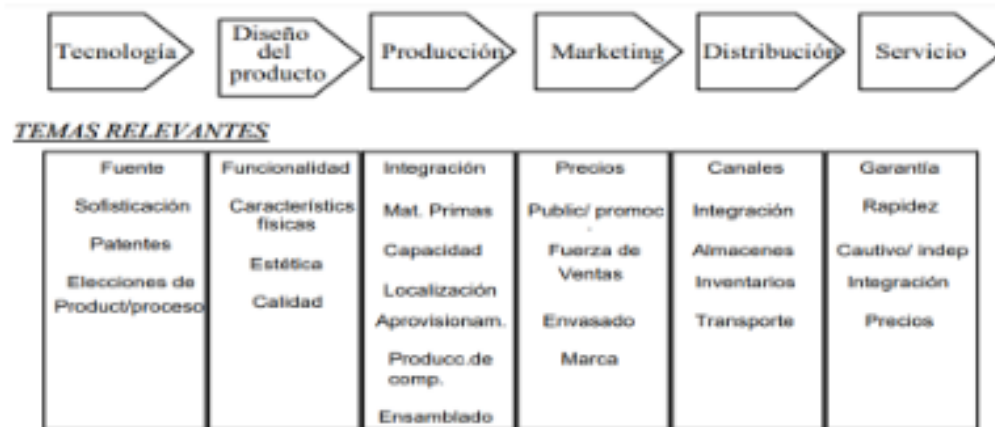 Tecnología
Diseño
del
producto
Producción
Marketing
Distribución
Servicio
TEMAS RELEVANTES
Fuente
Sofisticación
Patentes
Elecciones de
Product/proceso
Funcionalidad
Característics
físicas
Estética
Calidad
Integración
Mat. Primas
Capacidad
Localización
Aprovisionam.
Producc.de
comp.
Ensamblado
Precios
Public/ promoc
.
Fuerza de
Ventas
Envasado
Marca
Canales
Integración
Almacenes
Inventarios
Transporte
Garantía
Rapidez
Cautivo/ indep
Integración
Precios